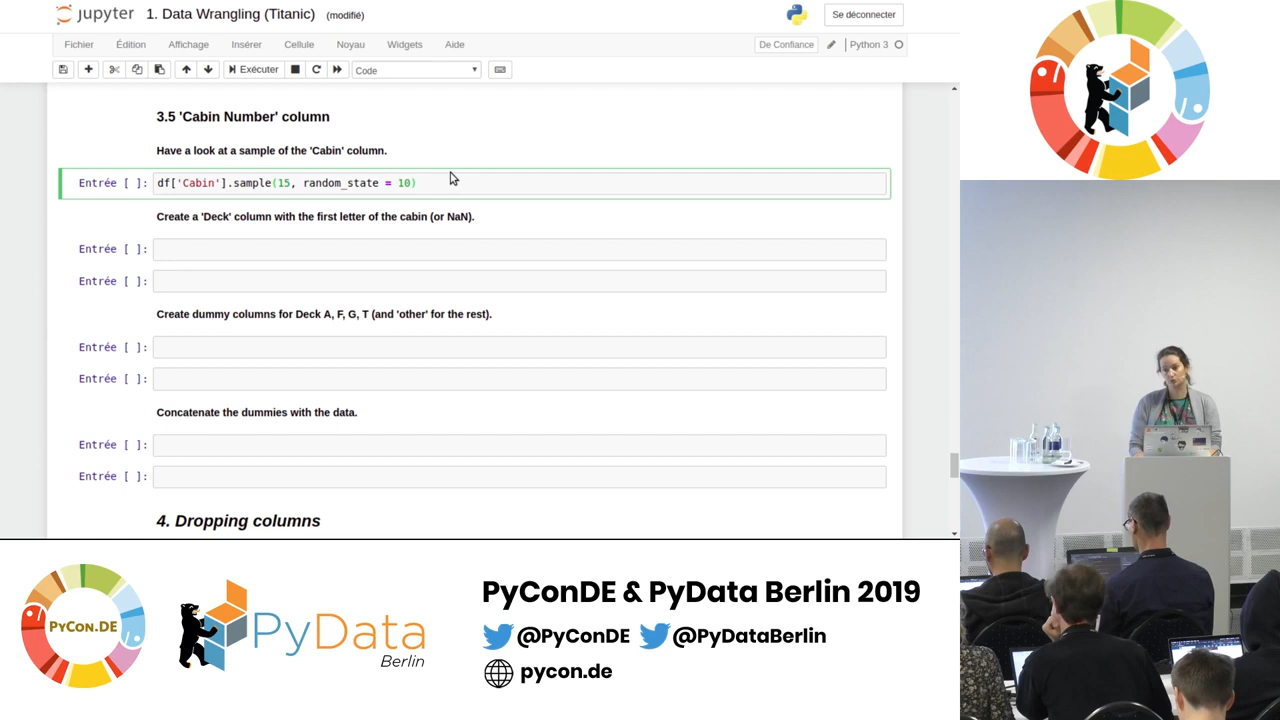 jupyter 1. Data Wrangling (Titanic) (modifié) Se déconnecter
Fichier Édition Affichage Insérer Cellule Noyau Widgets Aide De Confiance Python 3
Exécuter Code
3.5 'Cabin Number' column
Have a look at a sample of the 'Cabin' column.
Entrée [ ]: df['Cabin'].sample(15, random_state = 10)
Create a 'Deck' column with the first letter of the cabin (or NaN).
Entrée [ ]:
Entrée [ ]:
Create dummy columns for Deck A, F, G, T (and 'other' for the rest).
Entrée [ ]:
Entrée [ ]:
Concatenate the dummies with the data.
Entrée [ ]:
Entrée [ ]:
4. Dropping columns
PyCon.DE
PyData
Berlin
PyConDE & PyData Berlin 2019
@PyConDE @PyDataBerlin
pycon.de